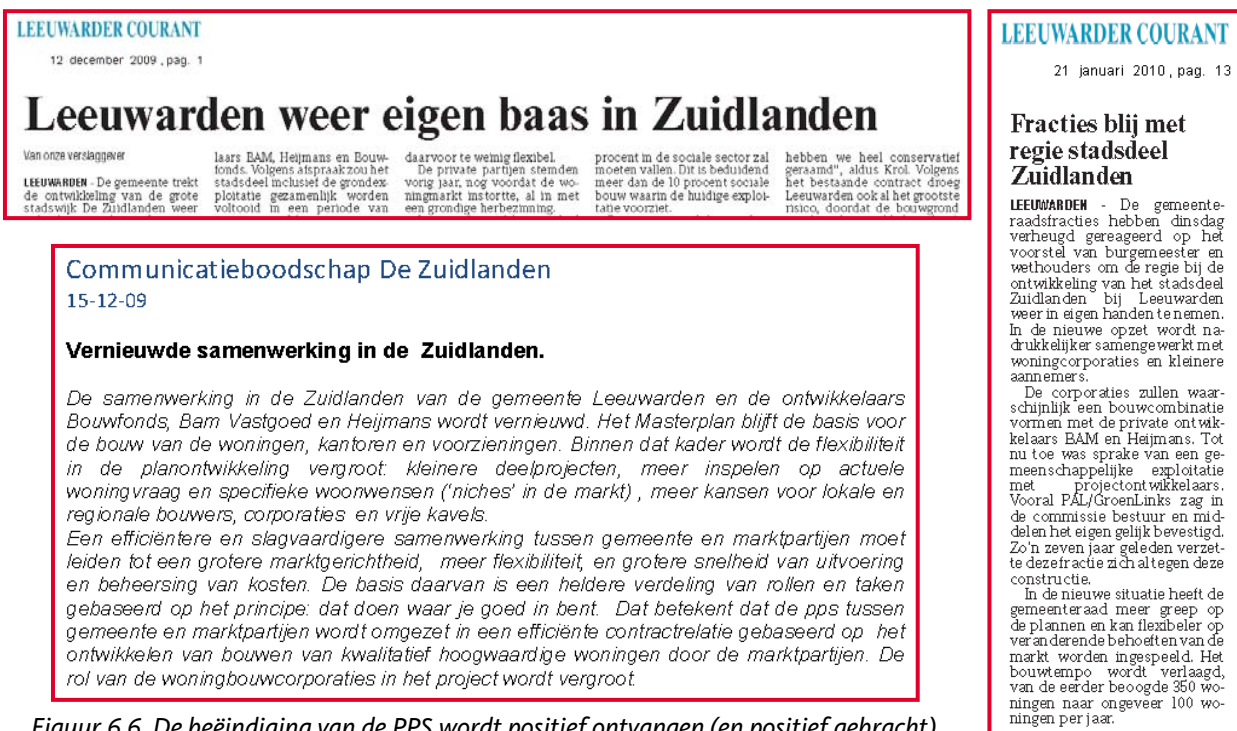 LEEUWARDER COURANT
12 december 2009, pag. 1
Leeuwarden weer eigen baas in Zuidlanden
Van onze verslaggever
LEEUWARDEN - De gemeente trekt
de ontwikkeling van de grote
stadswijk De Zuidlanden weer
laars BAM, Heijmans en Bouw-
fonds. Volgens afspraak zou het
stadsdeel inclusief de grondex-
ploitatie gezamenlijk worden
voltooid in een periode van
daarvoor te weinig flexibel.
De private partijen stemden
vorig jaar, nog voordat de wo-
ningmarkt instortte, al in met
een grondige herbezinning.
procent in de sociale sector zal
moeten vallen. Dit is beduidend
meer dan de 10 procent sociale
bouw waarin de huidige exploi-
tatie voorziet.
hebben we heel conservatief
geraamd", aldus Krol. Volgens
het bestaande contract droeg
Leeuwarden ook al het grootste
risico, doordat de bouwgrond
Communicatieboodschap De Zuidlanden
15-12-09
Vernieuwde samenwerking in de Zuidlanden.
De samenwerking in de Zuidlanden van de gemeente Leeuwarden en de ontwikkelaars
Bouwfonds, Bam Vastgoed en Heijmans wordt vernieuwd. Het Masterplan blijft de basis voor
de bouw van de woningen, kantoren en voorzieningen. Binnen dat kader wordt de flexibiliteit
in de planontwikkeling vergroot: kleinere deelprojecten, meer inspelen op actuele
woningvraag en specifieke woonwensen ('niches' in de markt) , meer kansen voor lokale en
regionale bouwers, corporaties en vrije kavels.
Een efficiëntere en slagvaardigere samenwerking tussen gemeente en marktpartijen moet
leiden tot een grotere marktgerichtheid, meer flexibiliteit, en grotere snelheid van uitvoering
en beheersing van kosten. De basis daarvan is een heldere verdeling van rollen en taken
gebaseerd op het principe: dat doen waar je goed in bent. Dat betekent dat de pps tussen
gemeente en marktpartijen wordt omgezet in een efficiënte contractrelatie gebaseerd op het
ontwikkelen van bouwen van kwalitatief hoogwaardige woningen door de marktpartijen. De
rol van de woningbouwcorporaties in het project wordt vergroot.
Figuur 6.6 De beëindiging van de PPS wordt positief ontvangen (en positief gebracht)
LEEUWARDER COURANT
21 januari 2010, pag. 13
Fracties blij met
regie stadsdeel
Zuidlanden
LEEUWARDEN - De gemeente-
raadsfracties hebben dinsdag
verheugd gereageerd op het
voorstel van burgemeester en
wethouders om de regie bij de
ontwikkeling van het stadsdeel
Zuidlanden bij Leeuwarden
weer in eigen handen te nemen.
In de nieuwe opzet wordt na-
drukkelijker samengewerkt met
woningcorporaties en kleinere
aannemers.
De corporaties zullen waar-
schijnlijk een bouwcombinatie
vormen met de private ontwik-
kelaars BAM en Heijmans. Tot
nu toe was sprake van een ge-
meenschappelijke exploitatie
met projectontwikkelaars.
Vooral PAL/GroenLinks zag in
de commissie bestuur en mid-
delen het eigen gelijk bevestigd.
Zo'n zeven jaar geleden verzet-
te deze fractie zich al tegen deze
constructie.
In de nieuwe situatie heeft de
gemeenteraad meer greep op
de plannen en kan flexibeler op
veranderende behoeften van de
markt worden ingespeeld. Het
bouwtempo wordt verlaagd,
van de eerder beoogde 350 wo-
ningen naar ongeveer 100 wo-
ningen per jaar.